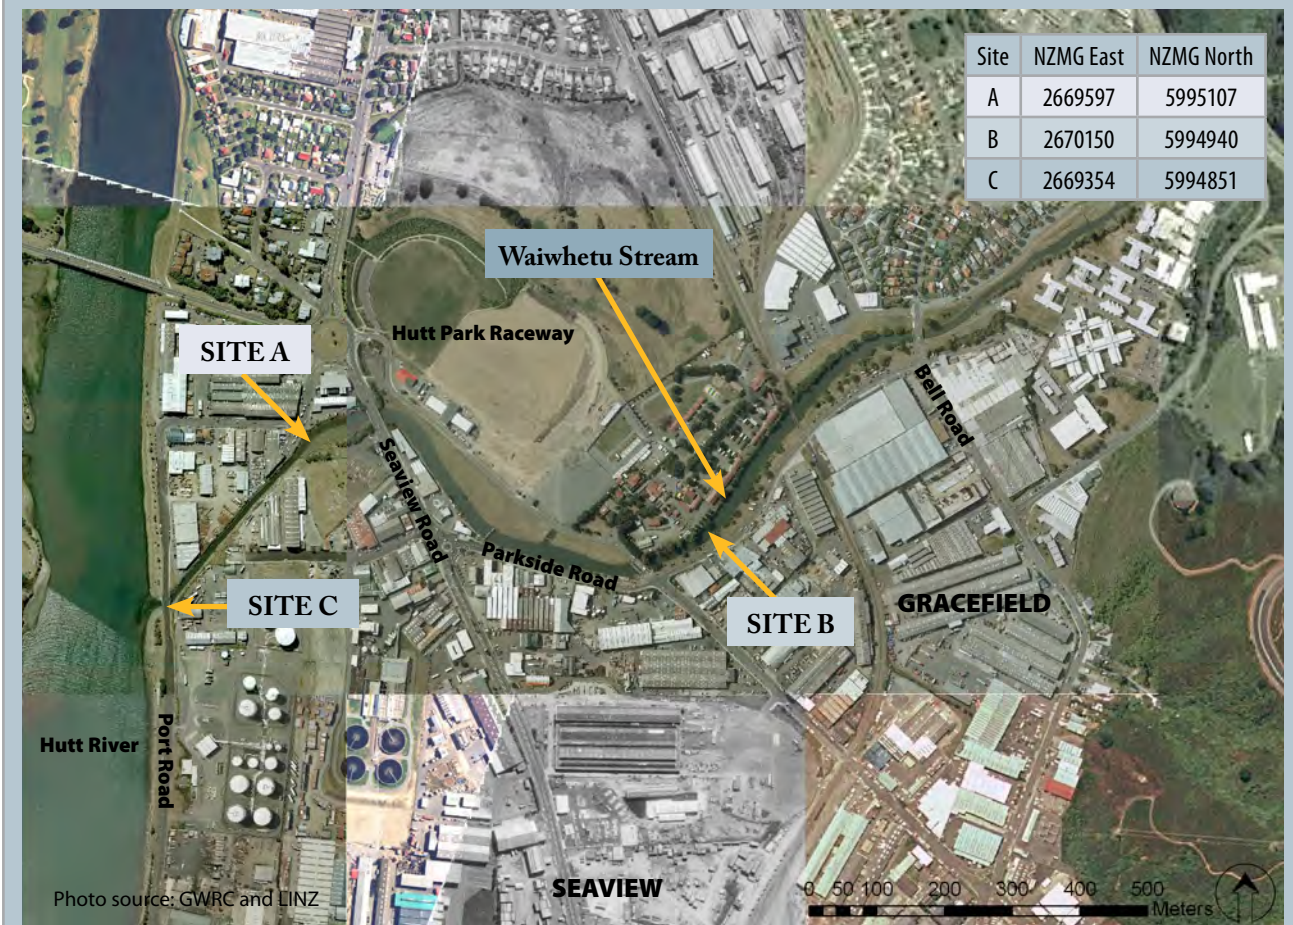 Site NZMG East NZMG North
A 2669597 5995107
B 2670150 5994940
C 2669354 5994851
Waiwhetu Stream
Hutt Park Raceway
SITE A
Bell Road
Seaview Road
Parkside Road
SITE C
SITE B
GRACEFIELD
Hutt River
Port Road
SEAVIEW
Photo source: GWRC and LINZ
0 50 100 200 300 400 500
Meters